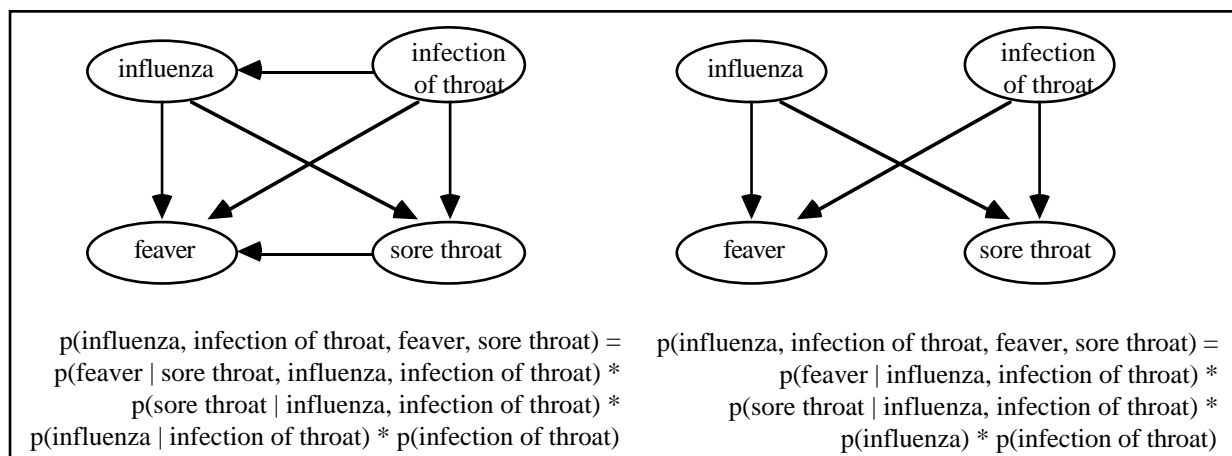 influenza
infection
of throat
feaver
sore throat
p(influenza, infection of throat, feaver, sore throat) =
p(feaver | sore throat, influenza, infection of throat) *
p(sore throat | influenza, infection of throat) *
p(influenza | infection of throat) * p(infection of throat)
influenza
infection
of throat
feaver
sore throat
p(influenza, infection of throat, feaver, sore throat) =
p(feaver | influenza, infection of throat) *
p(sore throat | influenza, infection of throat) *
p(influenza) * p(infection of throat)